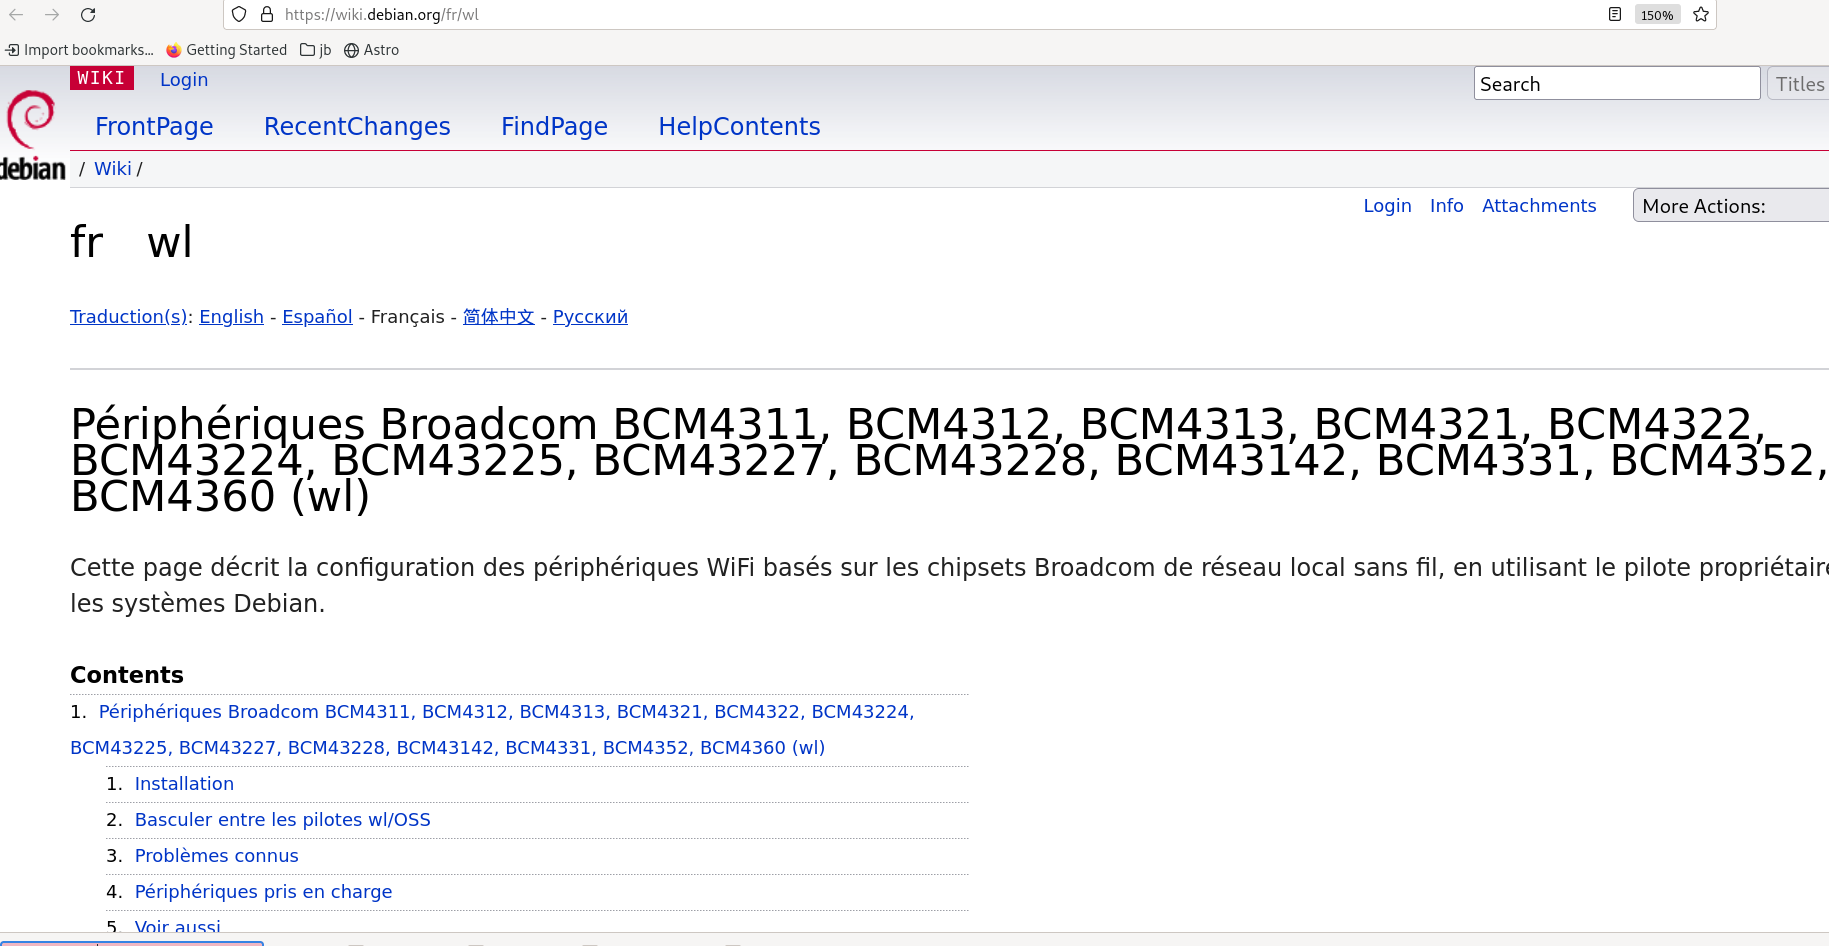 https://wiki.debian.org/fr/wl
150%
Import bookmarks...
Getting Started
jb
Astro
WIKI
Login
Search
Titles
debian
FrontPage
RecentChanges
FindPage
HelpContents
/ Wiki /
Login
Info
Attachments
More Actions:
fr wl
Traduction(s): English - Español - Français - 简体中文 - Русский
Périphériques Broadcom BCM4311, BCM4312, BCM4313, BCM4321, BCM4322,
BCM43224, BCM43225, BCM43227, BCM43228, BCM43142, BCM4331, BCM4352,
BCM4360 (wl)
Cette page décrit la configuration des périphériques WiFi basés sur les chipsets Broadcom de réseau local sans fil, en utilisant le pilote propriétaire
les systèmes Debian.
Contents
1. Périphériques Broadcom BCM4311, BCM4312, BCM4313, BCM4321, BCM4322, BCM43224,
BCM43225, BCM43227, BCM43228, BCM43142, BCM4331, BCM4352, BCM4360 (wl)
1. Installation
2. Basculer entre les pilotes wl/OSS
3. Problèmes connus
4. Périphériques pris en charge
5. Voir aussi